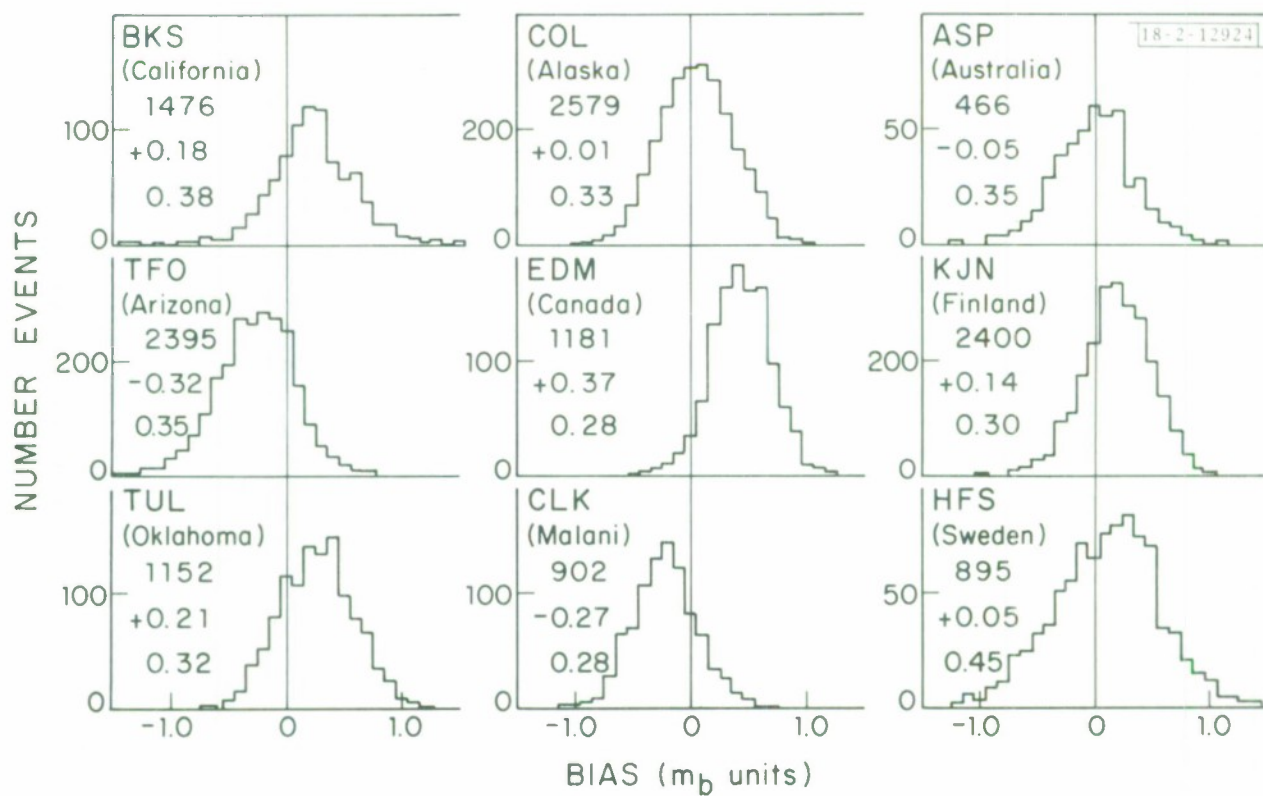 18-2-12924
NUMBER EVENTS
BKS
(California)
1476
+0.18
0.38
100
0
COL
(Alaska)
2579
+0.01
0.33
200
0
ASP
(Australia)
466
-0.05
0.35
50
0
TFO
(Arizona)
2395
-0.32
0.35
200
0
EDM
(Canada)
1181
+0.37
0.28
100
0
KJN
(Finland)
2400
+0.14
0.30
200
0
TUL
(Oklahoma)
1152
+0.21
0.32
100
0
CLK
(Malani)
902
-0.27
0.28
100
0
HFS
(Sweden)
895
+0.05
0.45
50
0
-1.0 0 1.0
-1.0 0 1.0
-1.0 0 1.0
BIAS (mb units)